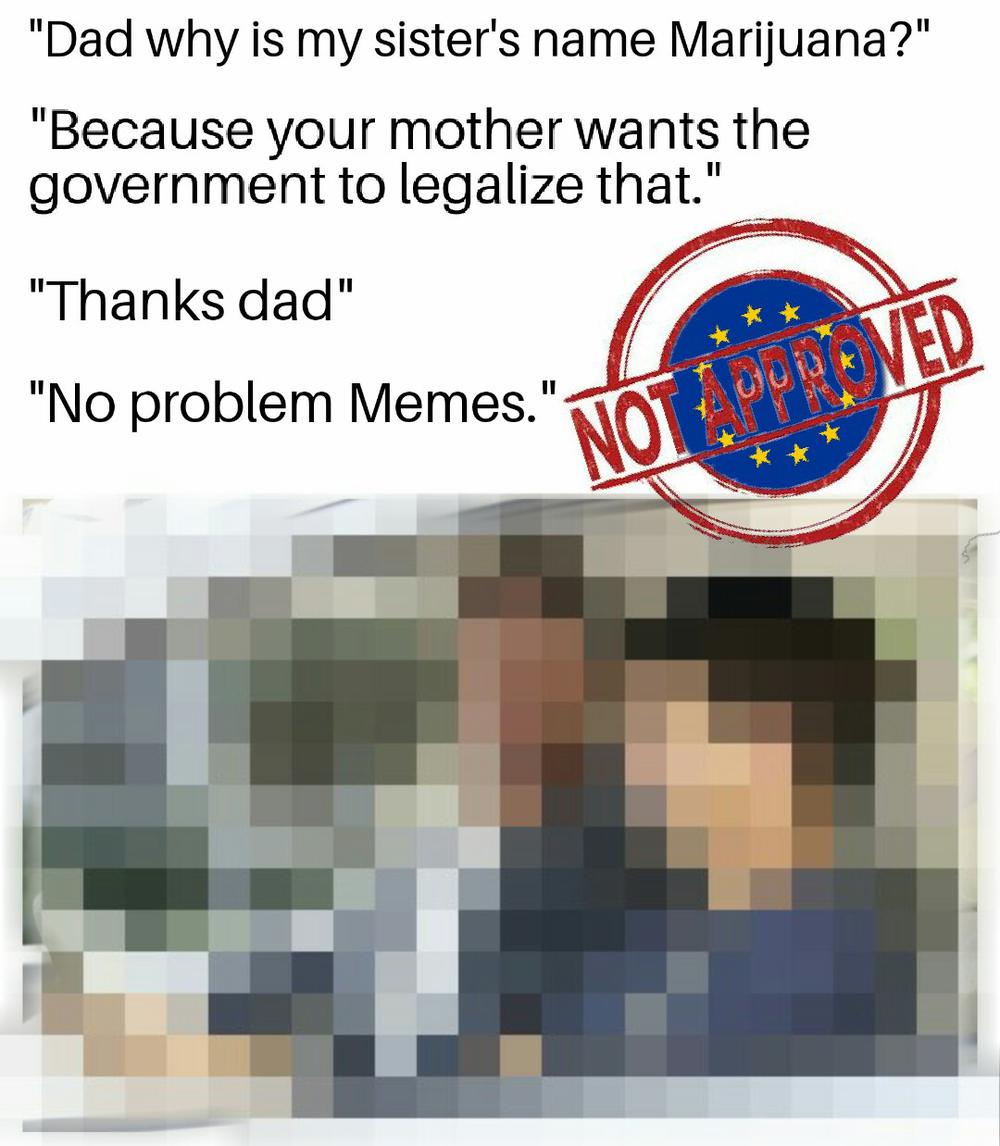 "Dad why is my sister's name Marijuana?"
"Because your mother wants the
government to legalize that."
"Thanks dad"
"No problem Memes."
NOT APPROVED